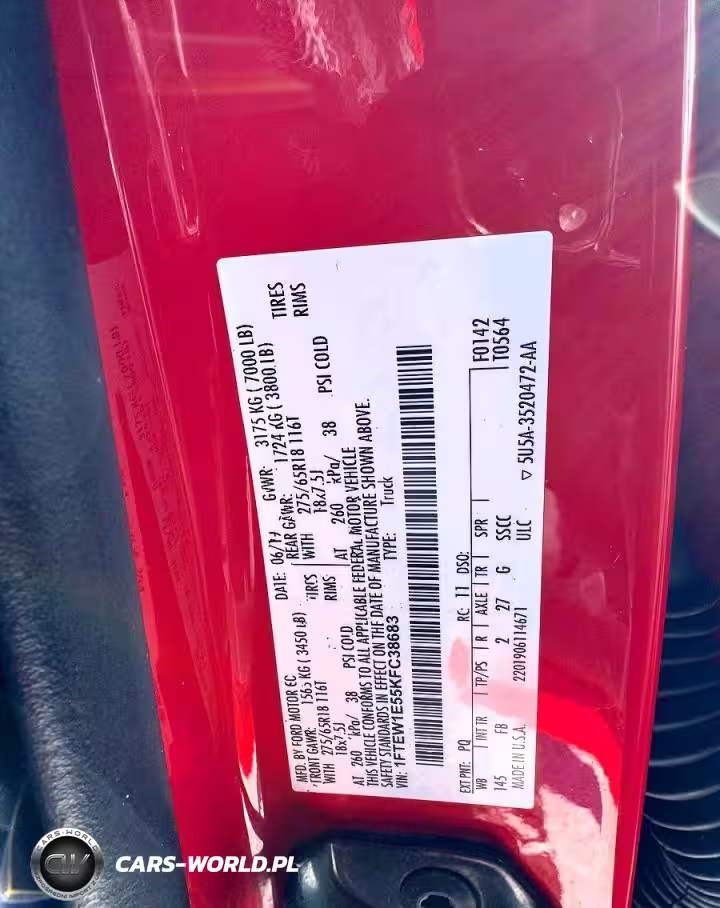 MFD. BY FORD MOTOR CO.
DATE: 06/19 GVWR: 3175 KG ( 7000 LB)
FRONT GAWR: 1565 KG ( 3450 LB) REAR GAWR: 1724 KG ( 3800 LB)
WITH 275/65R18 116T TIRES WITH 275/65R18 116T TIRES
18x7.5J RIMS 18x7.5J RIMS
AT 260 kPa/ 38 PSI COLD AT 260 kPa/ 38 PSI COLD
THIS VEHICLE CONFORMS TO ALL APPLICABLE FEDERAL MOTOR VEHICLE
SAFETY STANDARDS IN EFFECT ON THE DATE OF MANUFACTURE SHOWN ABOVE.
VIN: 1FTEW1E55KFC38683 TYPE: Truck
EXT PNT: PQ RC: 11 DSO: F0142
WB INT TR TP/PS R AXLE TR SPR T0564
145 FB 2 27 G SSCC
MADE IN U.S.A. 2201906114671 ULC ▽ 5U5A-3520472-AA
CARS-WORLD
CW
CARS-WORLD.PL